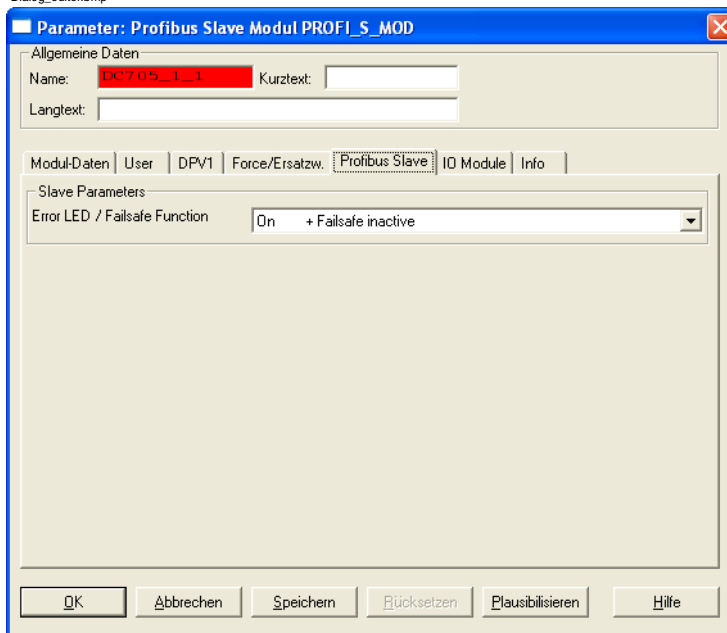 Parameter: Profibus Slave Modul PROFI_S_MOD
Allgemeine Daten
Name: DC705_1_1 Kurztext:
Langtext:
Modul-Daten User DPV1 Force/Ersatzw. Profibus Slave IO Module Info
Slave Parameters
Error LED / Failsafe Function On + Failsafe inactive
OK Abbrechen Speichern Rücksetzen Plausibilisieren Hilfe